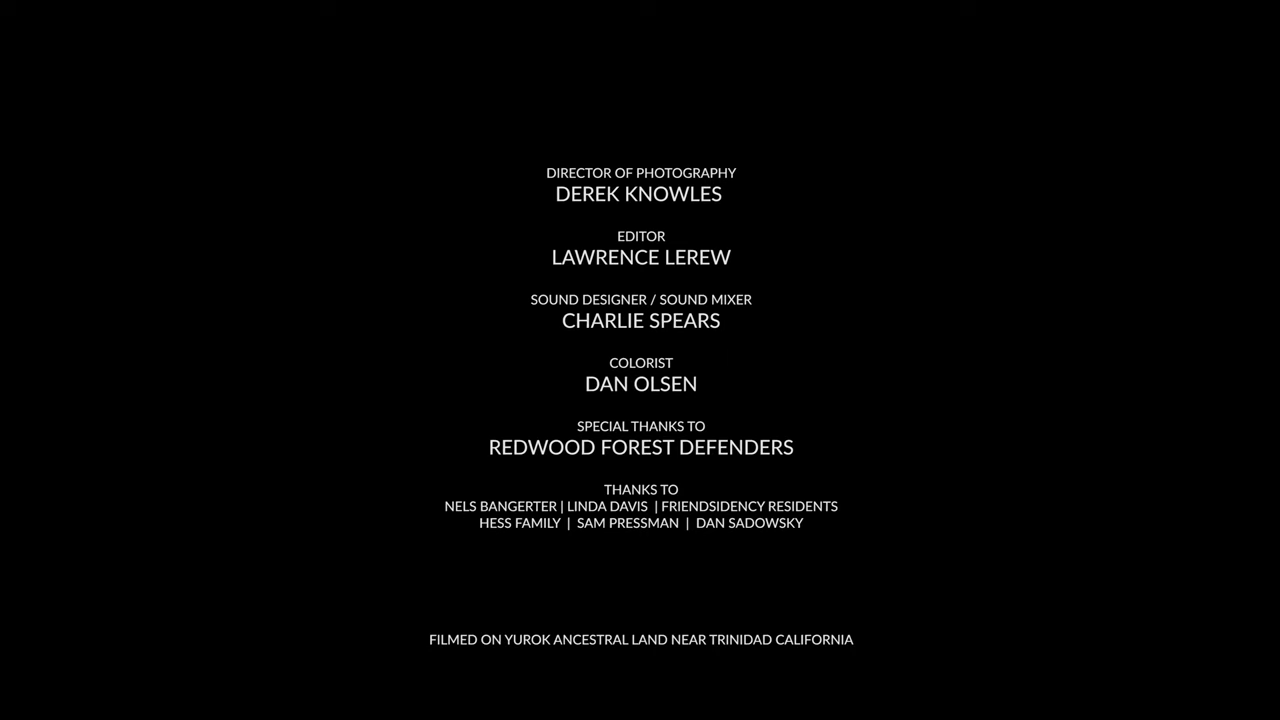 DIRECTOR OF PHOTOGRAPHY
DEREK KNOWLES
EDITOR
LAWRENCE LEREW
SOUND DESIGNER / SOUND MIXER
CHARLIE SPEARS
COLORIST
DAN OLSEN
SPECIAL THANKS TO
REDWOOD FOREST DEFENDERS
THANKS TO
NELS BANGERTER | LINDA DAVIS | FRIENDSIDENCY RESIDENTS
HESS FAMILY | SAM PRESSMAN | DAN SADOWSKY
FILMED ON YUROK ANCESTRAL LAND NEAR TRINIDAD CALIFORNIA